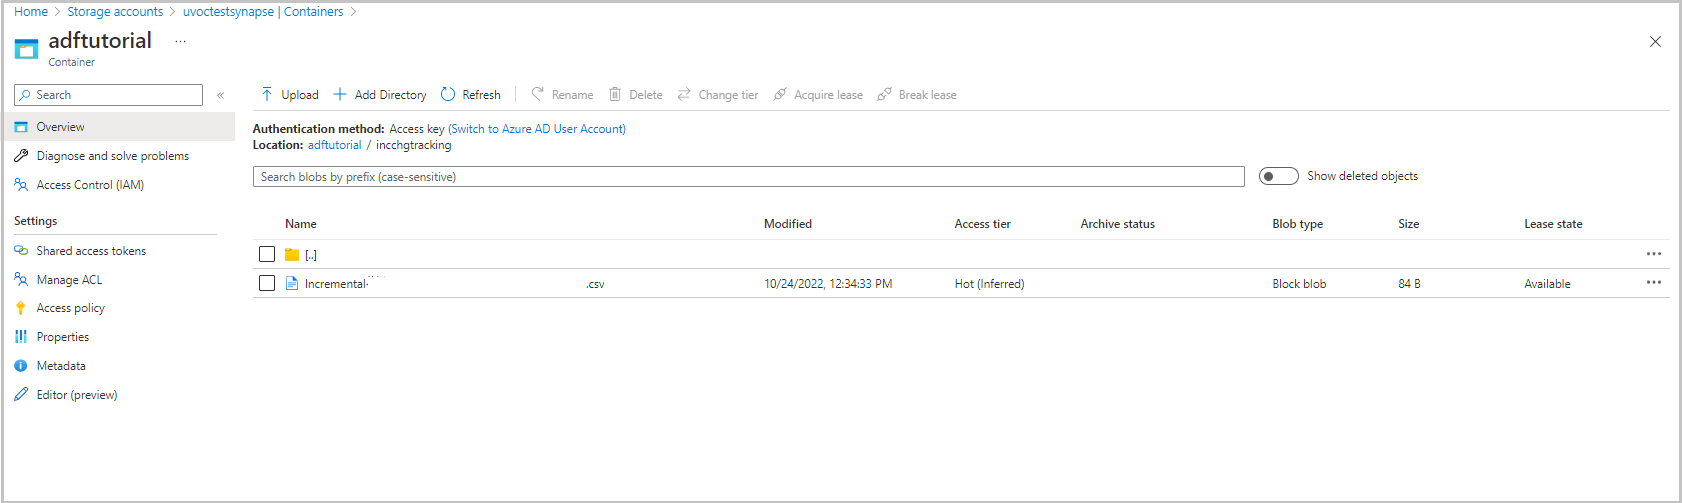 Home > Storage accounts > uvoctestsynapse | Containers >
adftutorial ...
Container
Search «
Upload + Add Directory Refresh Rename Delete Change tier Acquire lease Break lease
Overview
Authentication method: Access key (Switch to Azure AD User Account)
Location: adftutorial / incchgtracking
Diagnose and solve problems
Access Control (IAM)
Search blobs by prefix (case-sensitive) Show deleted objects
Settings
Shared access tokens
Manage ACL
Access policy
Properties
Metadata
Editor (preview)
Name Modified Access tier Archive status Blob type Size Lease state
[..] ...
Incremental- .csv 10/24/2022, 12:34:33 PM Hot (Inferred) Block blob 84 B Available ...